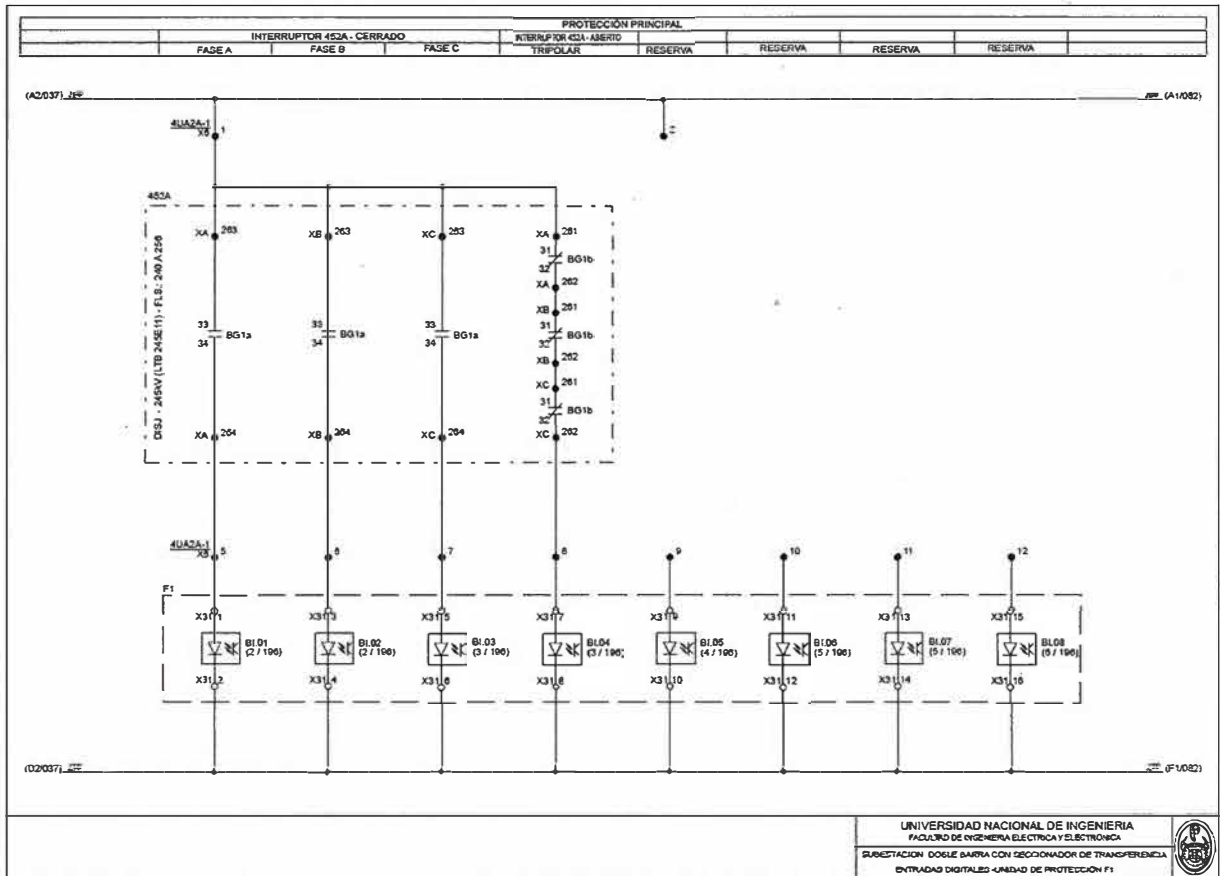 PROTECCIÓN PRINCIPAL
INTERRUPTOR 452A - CERRADO
INTERRUPTOR 452A - ABIERTO
FASE A FASE B FASE C TRIPOLAR RESERVA RESERVA RESERVA RESERVA
(A2/037) (A1/082)
4UA2A-1
X5 1
452A
DISJ - 245kV (LTB 245E11) - FLS.: 240 A 256
XA 263 XB 263 XC 263 XA 261
31
32 BG1b
XA 262
XB 261
33
34 BG1a
33
34 BG1a
33
34 BG1a
31
32 BG1b
XB 262
XC 261
31
32 BG1b
XA 264 XB 264 XC 264 XC 262
4UA2A-1
X5 5 6 7 8 9 10 11 12
F1
X31 1 X31 3 X31 5 X31 7 X31 9 X31 11 X31 13 X31 15
BI.01 BI.02 BI.03 BI.04 BI.05 BI.06 BI.07 BI.08
(2 / 196) (2 / 196) (3 / 196) (3 / 196) (4 / 196) (5 / 196) (5 / 196) (6 / 196)
X31 2 X31 4 X31 6 X31 8 X31 10 X31 12 X31 14 X31 16
(D2/037) (F1/082)
UNIVERSIDAD NACIONAL DE INGENIERIA
FACULTAD DE INGENIERIA ELECTRICA Y ELECTRONICA
SUBESTACION DOBLE BARRA CON SECCIONADOR DE TRANSFERENCIA
ENTRADAS DIGITALES -UNIDAD DE PROTECCIÓN F1